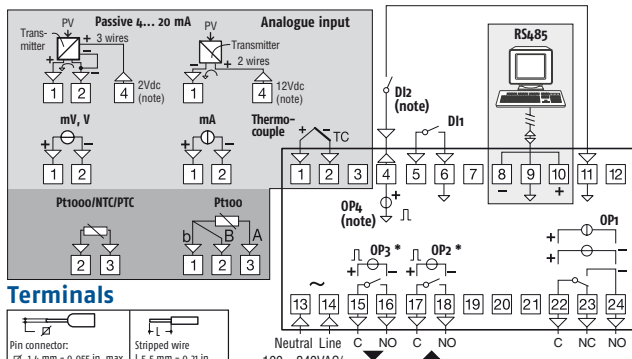 PV Passive 4... 20 mA PV Analogue input
Trans-
mitter
+ 3 wires
Transmitter
+ 2 wires
+ - - + -
1 2 4 2Vdc
(note)
1 2 4 12Vdc
(note)
RS485
DI2
(note)
DI1
mV, V mA Thermo-
couple
+ - + - + - TC
1 2 1 2
1 2 3 4 5 6 7 8 9 10 11 12
- +
Pt1000/NTC/PTC Pt100
b B A
2 3 1 2 3
OP4
(note)
+
OP1
+ -
+ -
OP3 * OP2 *
+ - + -
~
13 14 15 16 17 18 19 20 21 22 23 24
Neutral Line C NO C NO C NC NO
100 240VAC/
Terminals
L
Pin connector:
Stripped wire